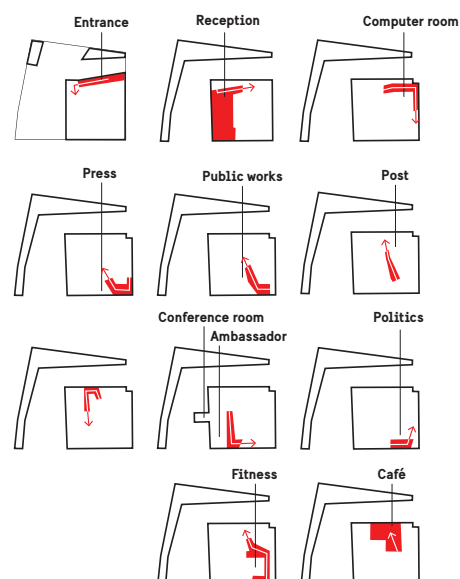 Entrance
Reception
Computer room
Press
Public works
Post
Conference room
Ambassador
Politics
Fitness
Café